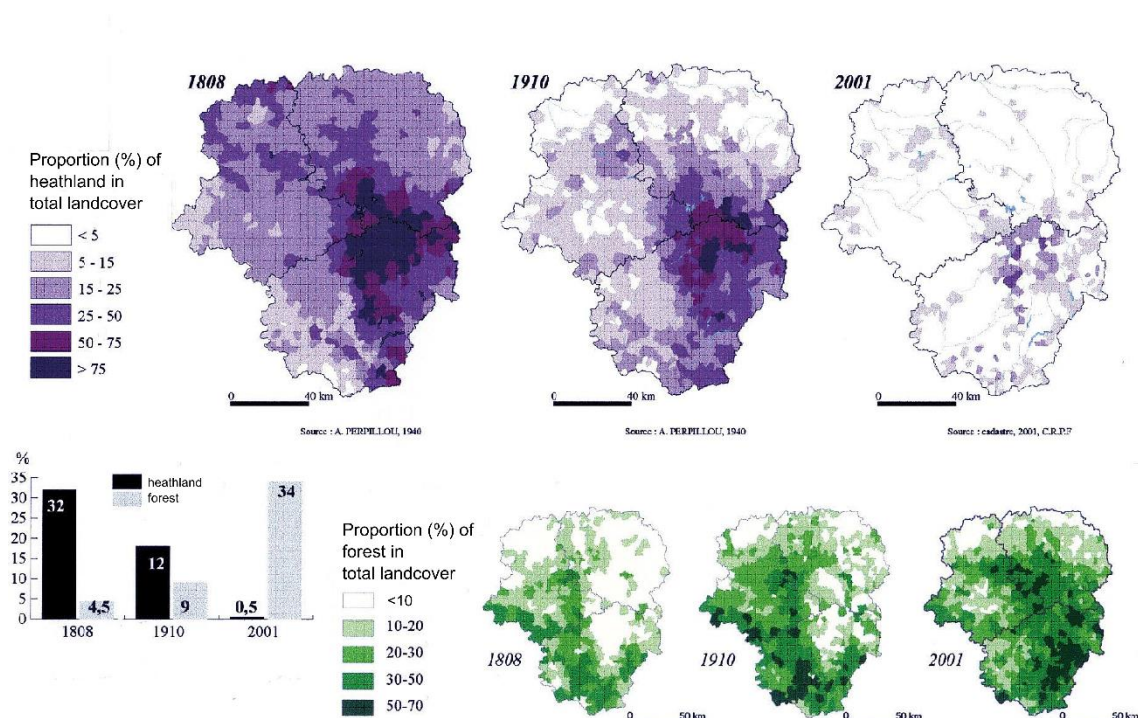 1808
1910
2001
Proportion (%) of
heathland in
total landcover
< 5
5 - 15
15 - 25
25 - 50
50 - 75
> 75
0 40 km
0 40 km
0 40 km
Source : A. PERPILLOU, 1940
Source : A. PERPILLOU, 1940
Source : cadastre, 2001, C.R.P.F
%
35
30
25
20
15
10
5
0
heathland
forest
32
4,5
12
9
0,5
34
1808
1910
2001
Proportion (%) of
forest in
total landcover
<10
10-20
20-30
30-50
50-70
1808
1910
2001
0 50 km
0 50 km
0 50 km